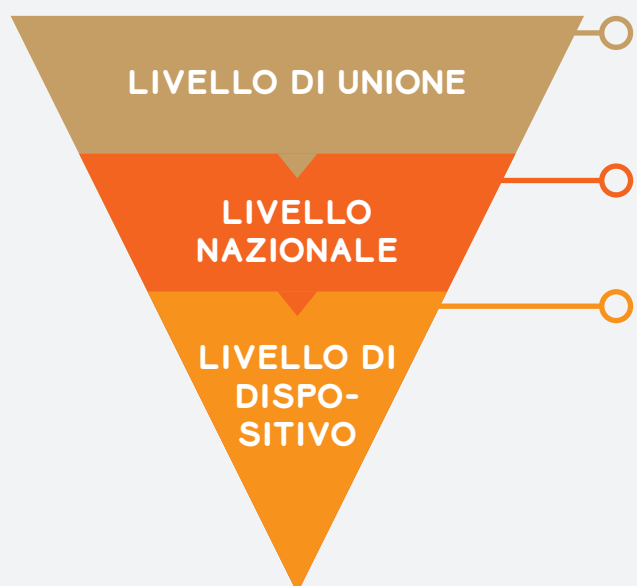 LIVELLO DI UNIONE
LIVELLO
NAZIONALE
LIVELLO DI
DISPO-
SITIVO